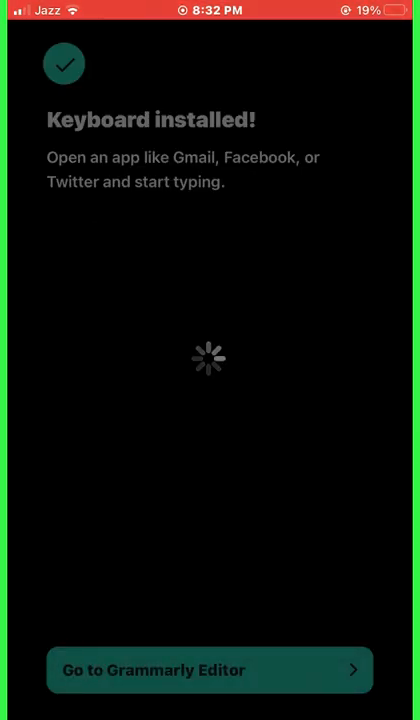 Jazz 8:32 PM 19%
Keyboard installed!
Open an app like Gmail, Facebook, or
Twitter and start typing.
Go to Grammarly Editor